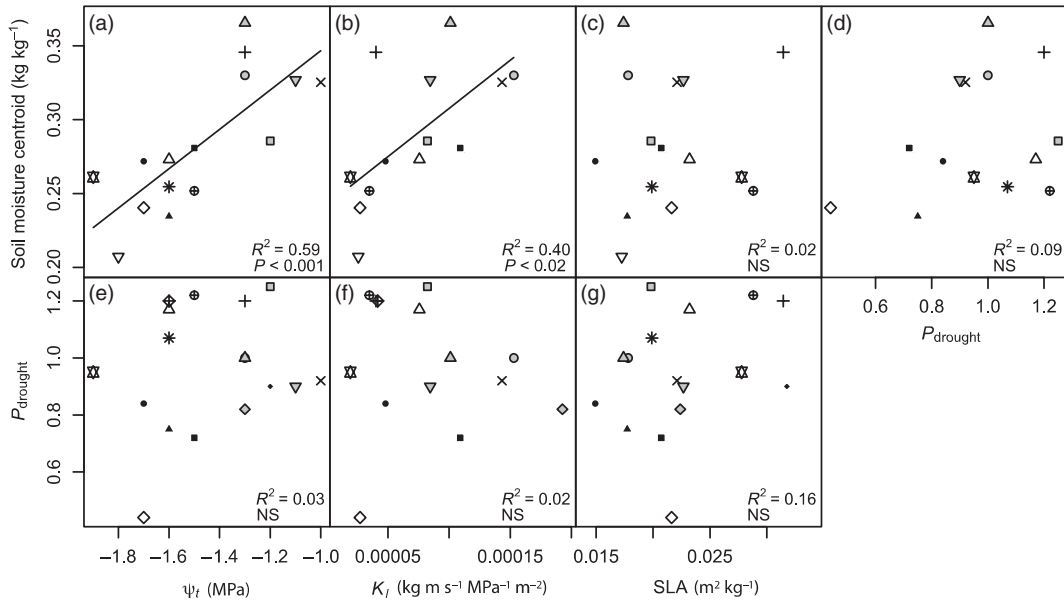 (a)
(b)
(c)
(d)
Soil moisture centroid (kg kg⁻¹)
0.35
0.30
0.25
0.20
R² = 0.59
P < 0.001
R² = 0.40
P < 0.02
R² = 0.02
NS
R² = 0.09
NS
0.6 0.8 1.0 1.2
P drought
(e)
(f)
(g)
P drought
1.2
1.0
0.8
0.6
R² = 0.03
NS
R² = 0.02
NS
R² = 0.16
NS
−1.8 −1.6 −1.4 −1.2 −1.0
0.00005 0.00015
0.015 0.025
ψt (MPa)
Kl (kg m s⁻¹ MPa⁻¹ m⁻²)
SLA (m² kg⁻¹)